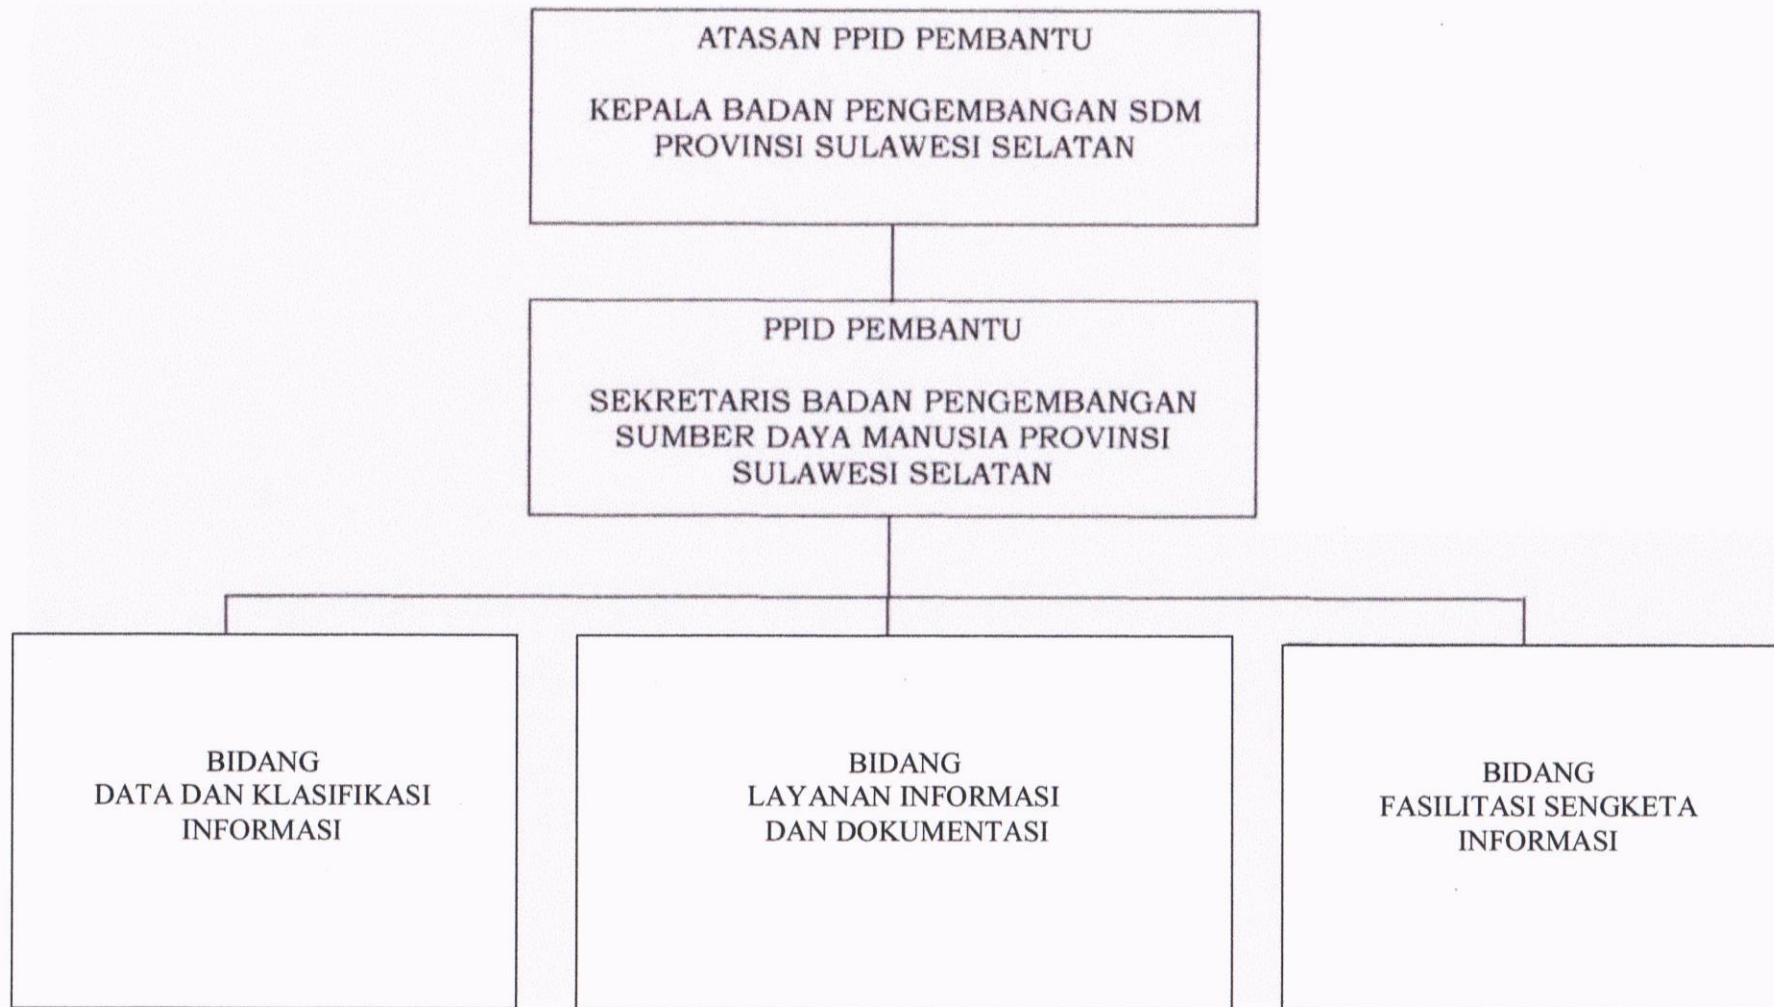 ATASAN PPID PEMBANTU
KEPALA BADAN PENGEMBANGAN SDM
PROVINSI SULAWESI SELATAN
PPID PEMBANTU
SEKRETARIS BADAN PENGEMBANGAN
SUMBER DAYA MANUSIA PROVINSI
SULAWESI SELATAN
BIDANG
DATA DAN KLASIFIKASI
INFORMASI
BIDANG
LAYANAN INFORMASI
DAN DOKUMENTASI
BIDANG
FASILITASI SENGKETA
INFORMASI